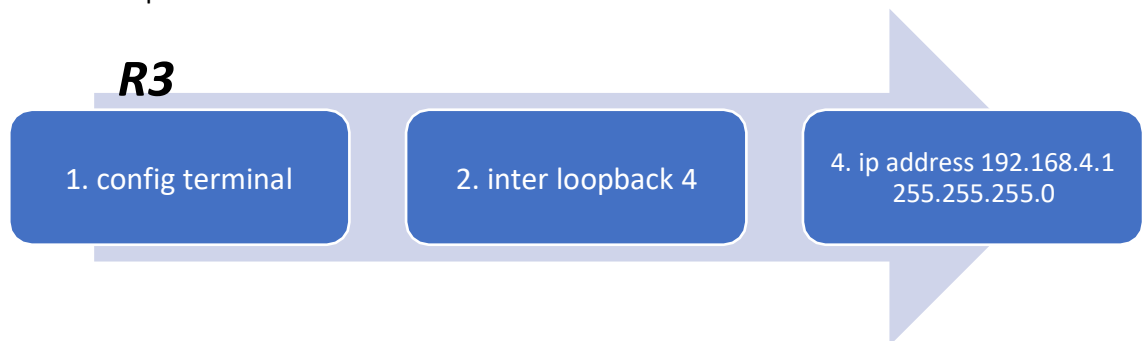 R3
1. config terminal
2. inter loopback 4
4. ip address 192.168.4.1
255.255.255.0